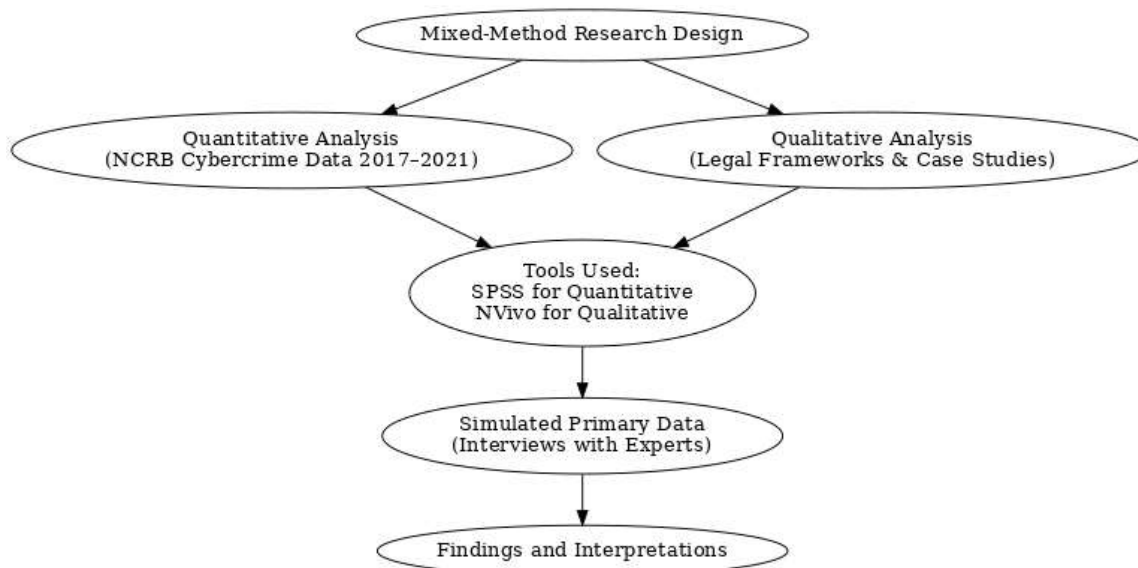 Mixed-Method Research Design
Quantitative Analysis
(NCRB Cybercrime Data 2017–2021)
Qualitative Analysis
(Legal Frameworks & Case Studies)
Tools Used:
SPSS for Quantitative
NVivo for Qualitative
Simulated Primary Data
(Interviews with Experts)
Findings and Interpretations